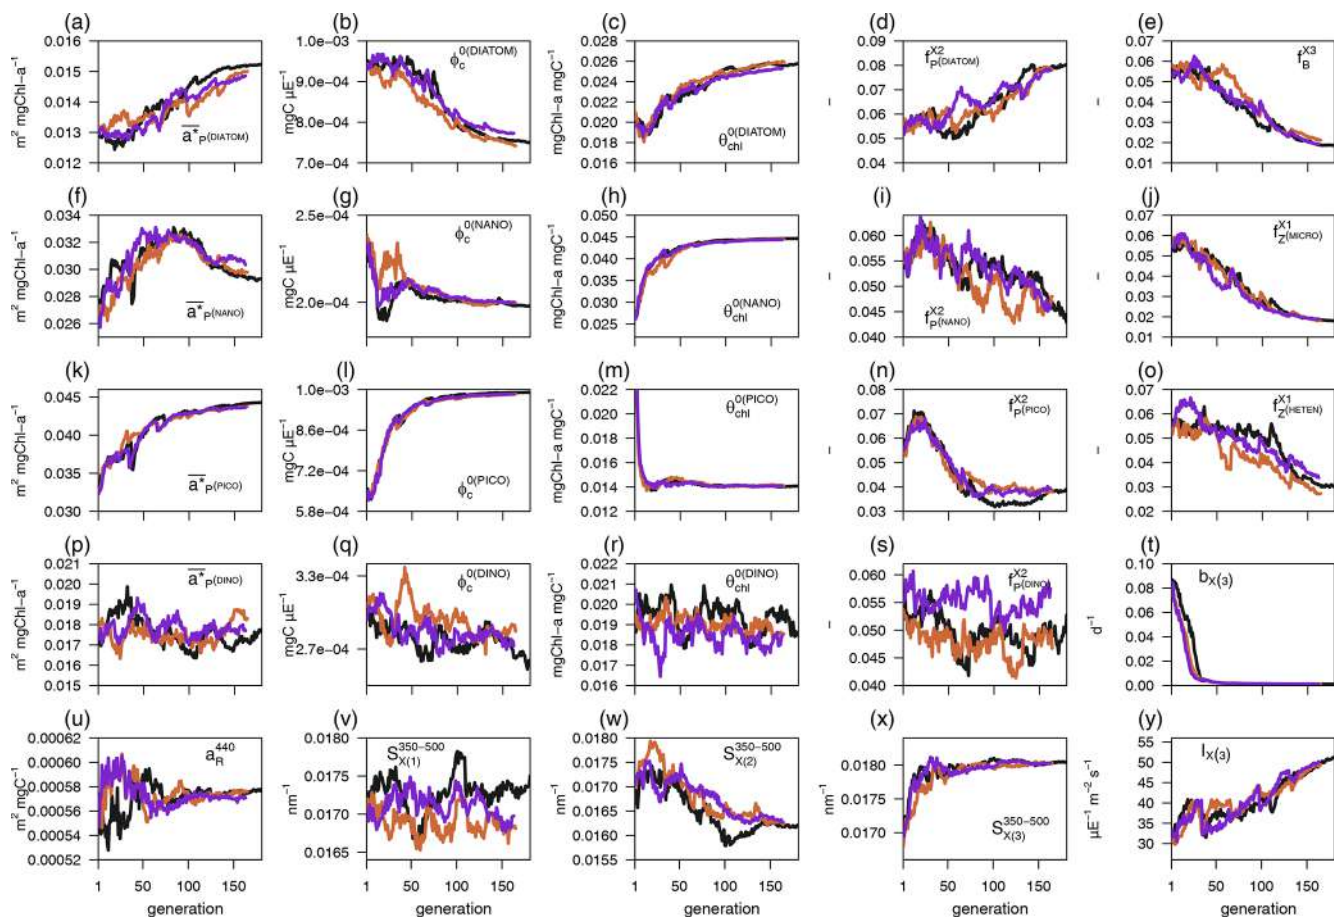 (a)
0.016
0.015
0.014
0.013
0.012
m² mgChl−a⁻¹
a*P(DIATOM)
(b)
1.0e−03
9.0e−04
8.0e−04
7.0e−04
mgC µE⁻¹
ϕc0(DIATOM)
(c)
0.028
0.026
0.024
0.022
0.020
0.018
0.016
mgChl−a mgC⁻¹
θchl0(DIATOM)
(d)
0.09
0.08
0.07
0.06
0.05
0.04
−
fP(DIATOM)X2
(e)
0.07
0.06
0.05
0.04
0.03
0.02
0.01
−
fBX3
(f)
0.034
0.032
0.030
0.028
0.026
m² mgChl−a⁻¹
a*P(NANO)
(g)
2.5e−04
2.0e−04
mgC µE⁻¹
ϕc0(NANO)
(h)
0.050
0.045
0.040
0.035
0.030
0.025
mgChl−a mgC⁻¹
θchl0(NANO)
(i)
0.060
0.055
0.050
0.045
0.040
−
fP(NANO)X2
(j)
0.07
0.06
0.05
0.04
0.03
0.02
0.01
−
fZ(MICRO)X1
(k)
0.045
0.039
0.036
0.033
0.030
m² mgChl−a⁻¹
a*P(PICO)
(l)
1.0e−03
8.6e−04
7.2e−04
5.8e−04
mgC µE⁻¹
ϕc0(PICO)
(m)
0.022
0.020
0.018
0.016
0.014
0.012
mgChl−a mgC⁻¹
θchl0(PICO)
(n)
0.08
0.07
0.06
0.05
0.04
0.03
−
fP(PICO)X2
(o)
0.07
0.06
0.05
0.04
0.03
0.02
−
fZ(HETEN)X1
(p)
0.021
0.020
0.019
0.018
0.017
0.016
0.015
m² mgChl−a⁻¹
a*P(DINO)
(q)
3.3e−04
2.7e−04
mgC µE⁻¹
ϕc0(DINO)
(r)
0.022
0.021
0.020
0.019
0.018
0.017
0.016
mgChl−a mgC⁻¹
θchl0(DINO)
(s)
0.060
0.055
0.050
0.045
0.040
−
fP(DINO)X2
(t)
0.10
0.08
0.06
0.04
0.02
0.00
d⁻¹
bX(3)
(u)
0.00062
0.00060
0.00058
0.00054
0.00052
m² mgC⁻¹
aR440
1
50
100
150
generation
(v)
0.0180
0.0175
0.0170
0.0165
nm⁻¹
SX(1)350−500
1
50
100
150
generation
(w)
0.0180
0.0175
0.0170
0.0165
0.0160
0.0155
nm⁻¹
SX(2)350−500
1
50
100
150
generation
(x)
0.0180
0.0170
nm⁻¹
SX(3)350−500
1
50
100
150
generation
(y)
55
50
45
40
35
30
25
µE⁻¹ m⁻² s⁻¹
IX(3)
1
50
100
150
generation